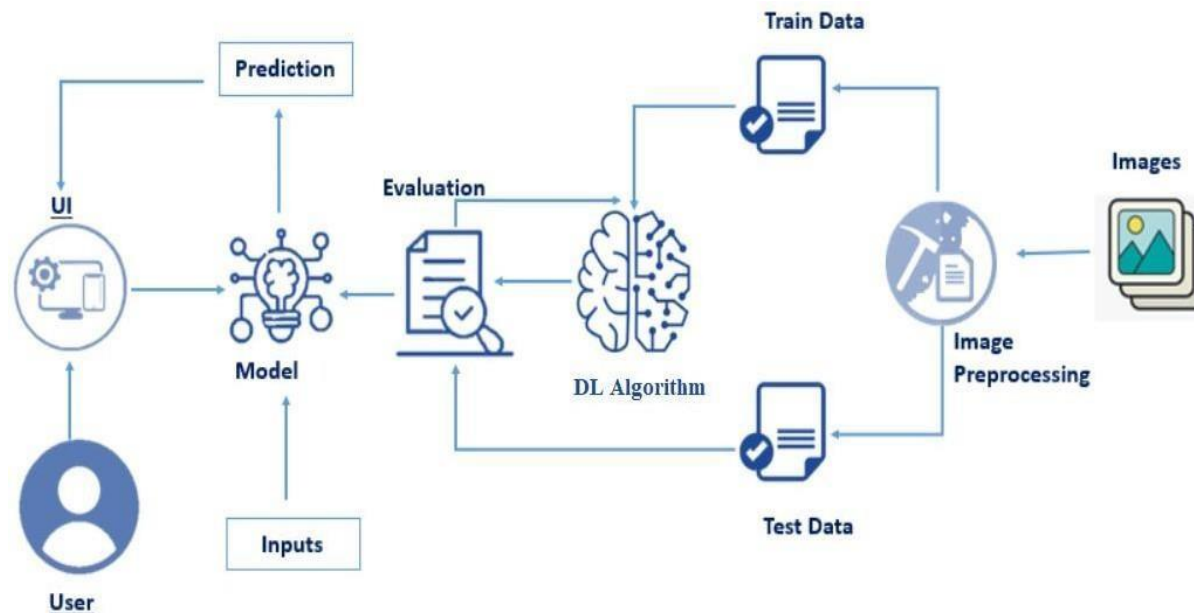 Train Data
Prediction
Images
Evaluation
UI
Image
Preprocessing
Model
DL Algorithm
Test Data
Inputs
User